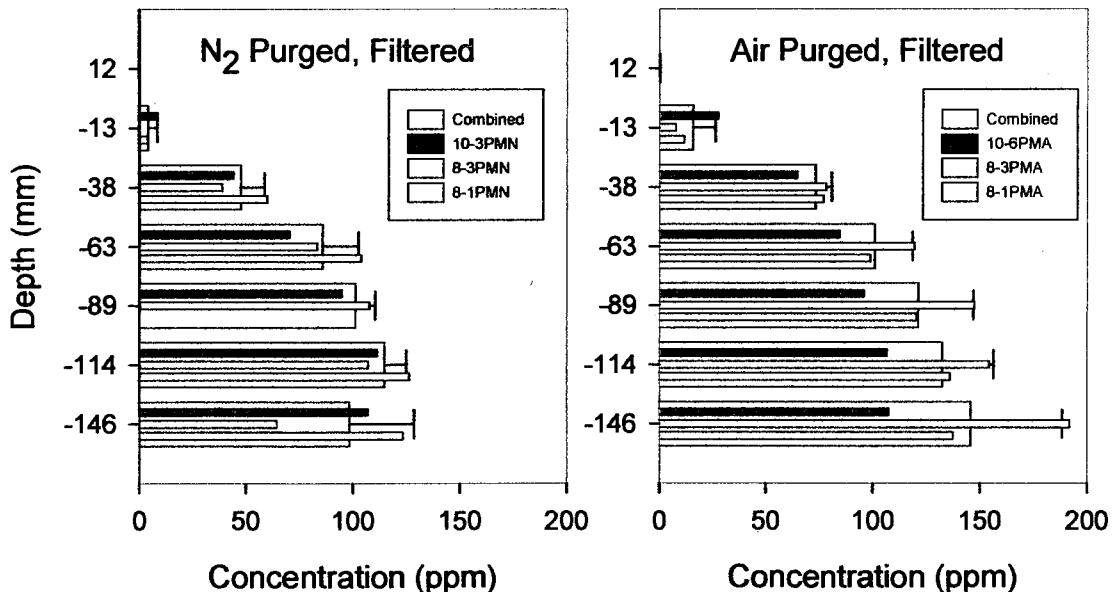 N2 Purged, Filtered
Combined
10-3PMN
8-3PMN
8-1PMN
Depth (mm)
12
-13
-38
-63
-89
-114
-146
0
50
100
150
200
Concentration (ppm)
Air Purged, Filtered
Combined
10-6PMA
8-3PMA
8-1PMA
12
-13
-38
-63
-89
-114
-146
0
50
100
150
200
Concentration (ppm)